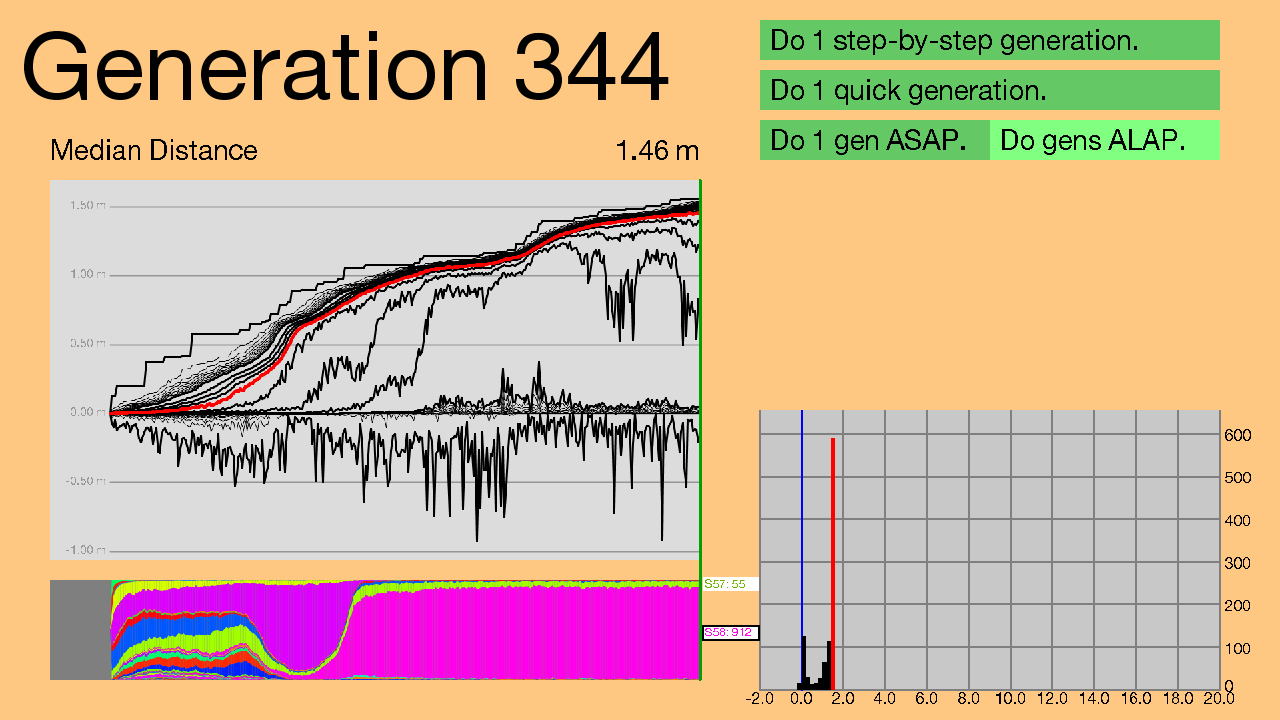 Generation 344
Do 1 step-by-step generation.
Do 1 quick generation.
Do 1 gen ASAP.
Do gens ALAP.
Median Distance
1.46 m
1.50 m
1.00 m
0.50 m
0.00 m
-0.50 m
-1.00 m
S57: 55
S58: 912
600
500
400
300
200
100
0
-2.0 0.0 2.0 4.0 6.0 8.0 10.0 12.0 14.0 16.0 18.0 20.0